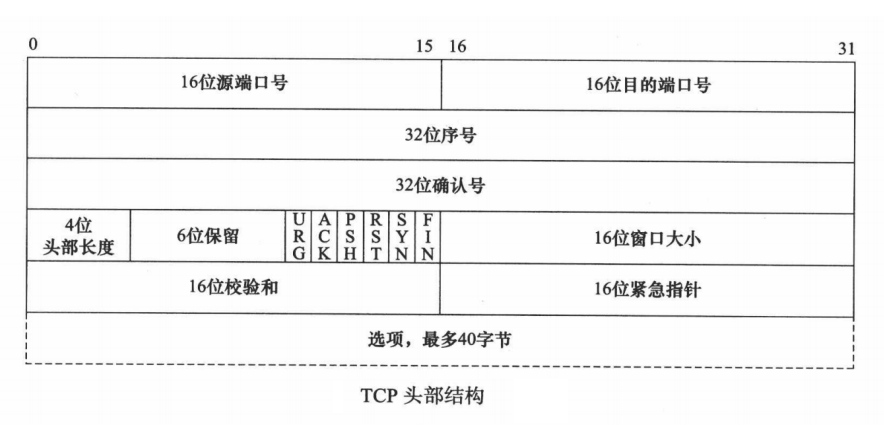 0 15 16 31
16位源端口号 16位目的端口号
32位序号
32位确认号
4位 头部长度 6位保留 URG ACK PSH RST SYN FIN 16位窗口大小
16位校验和 16位紧急指针
选项，最多40字节
TCP 头部结构